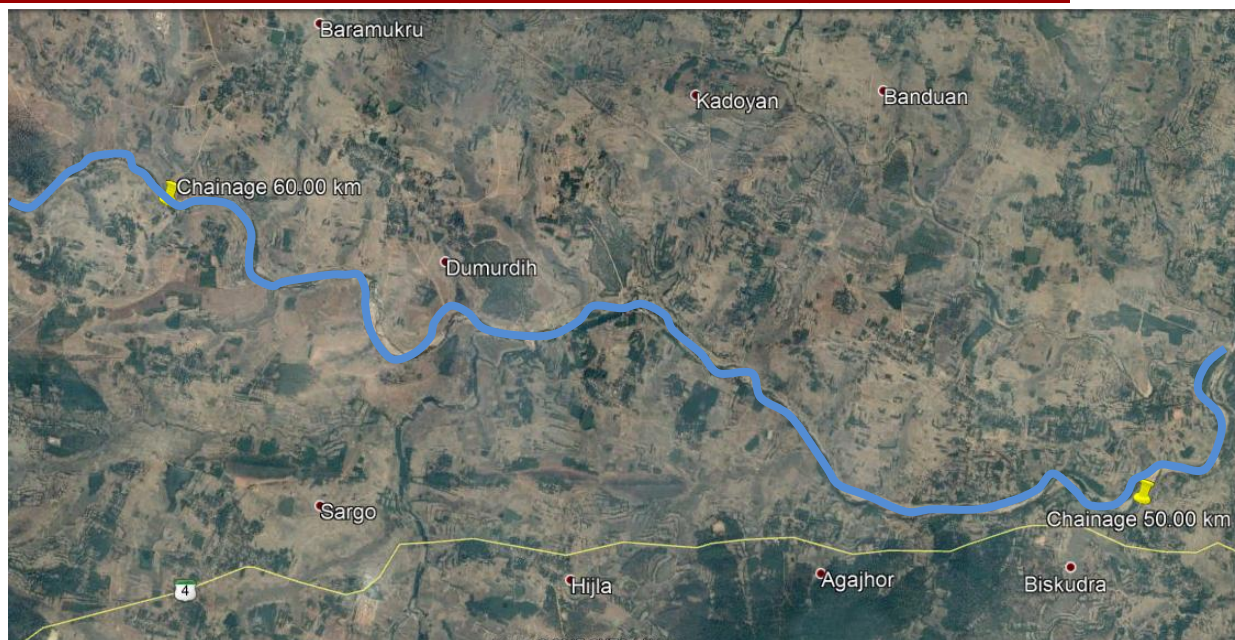 Baramukru
Kadoyan
Banduan
Chainage 60.00 km
Dumurdih
Sargo
Chainage 50.00 km
4
Hijla
Agajhor
Biskudra